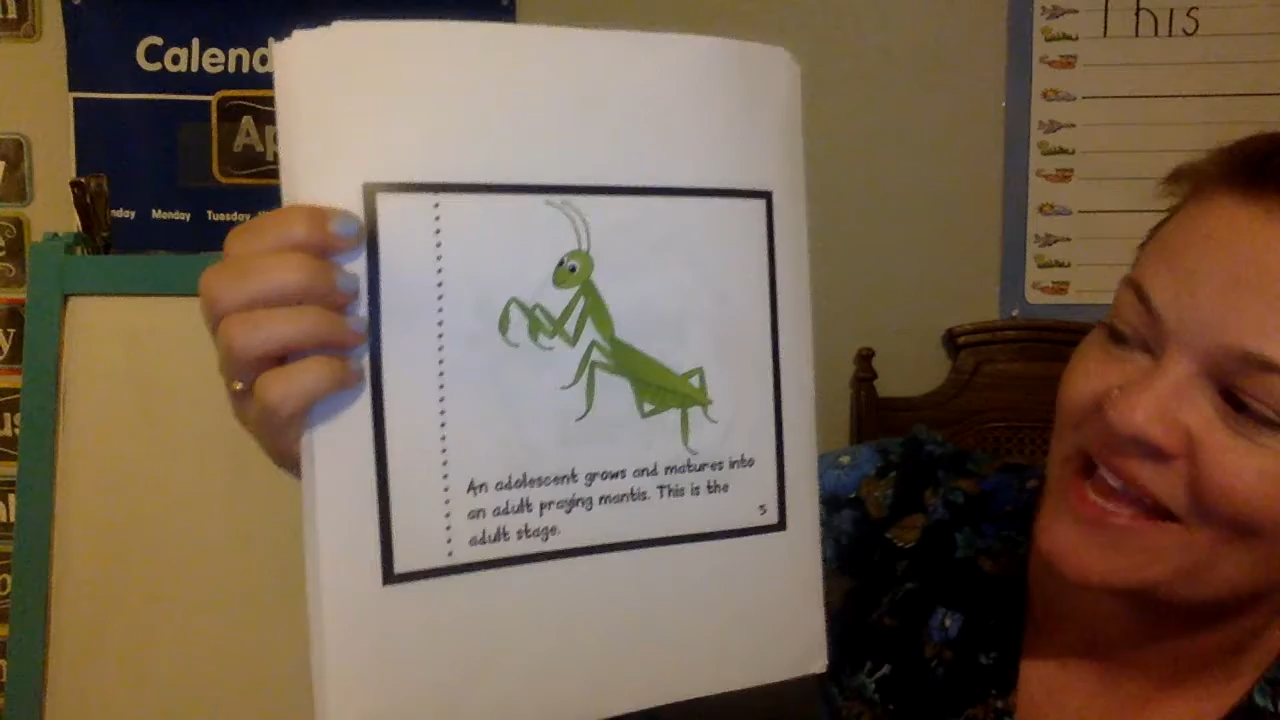 Calend
Ap
nday Monday Tuesday
This
An adolescent grows and matures into
an adult praying mantis. This is the
adult stage.
5